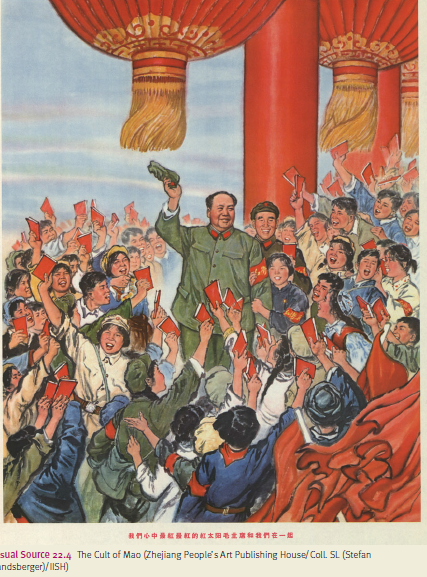 我們心中最紅最紅的紅太阳毛主席和我們在一起
sual Source 22.4 The Cult of Mao (Zhejiang People's Art Publishing House/Coll. SL (Stefan
andsberger)/IISH)